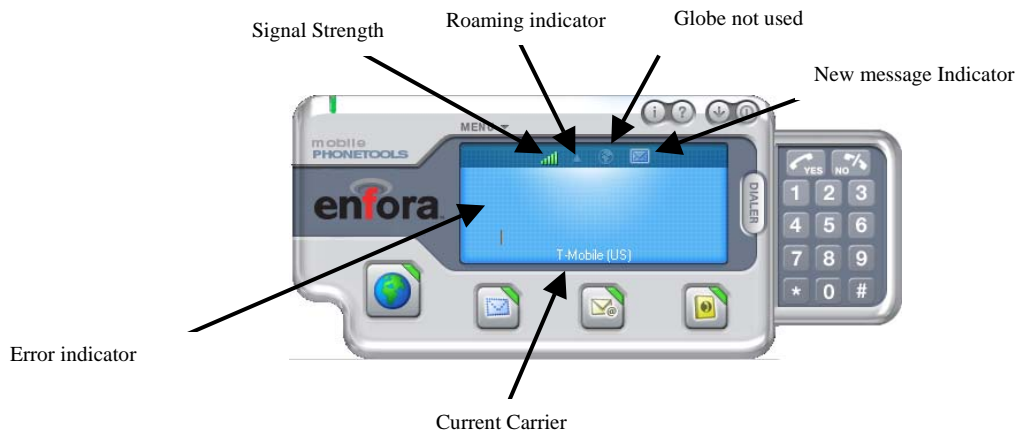 Roaming indicator
Globe not used
Signal Strength
New message Indicator
MENU
i ?
mobile
PHONETOOLS
enfora
YES NO
1 2 3
4 5 6
7 8 9
* 0 #
DIALER
T-Mobile (US)
@
Error indicator
Current Carrier